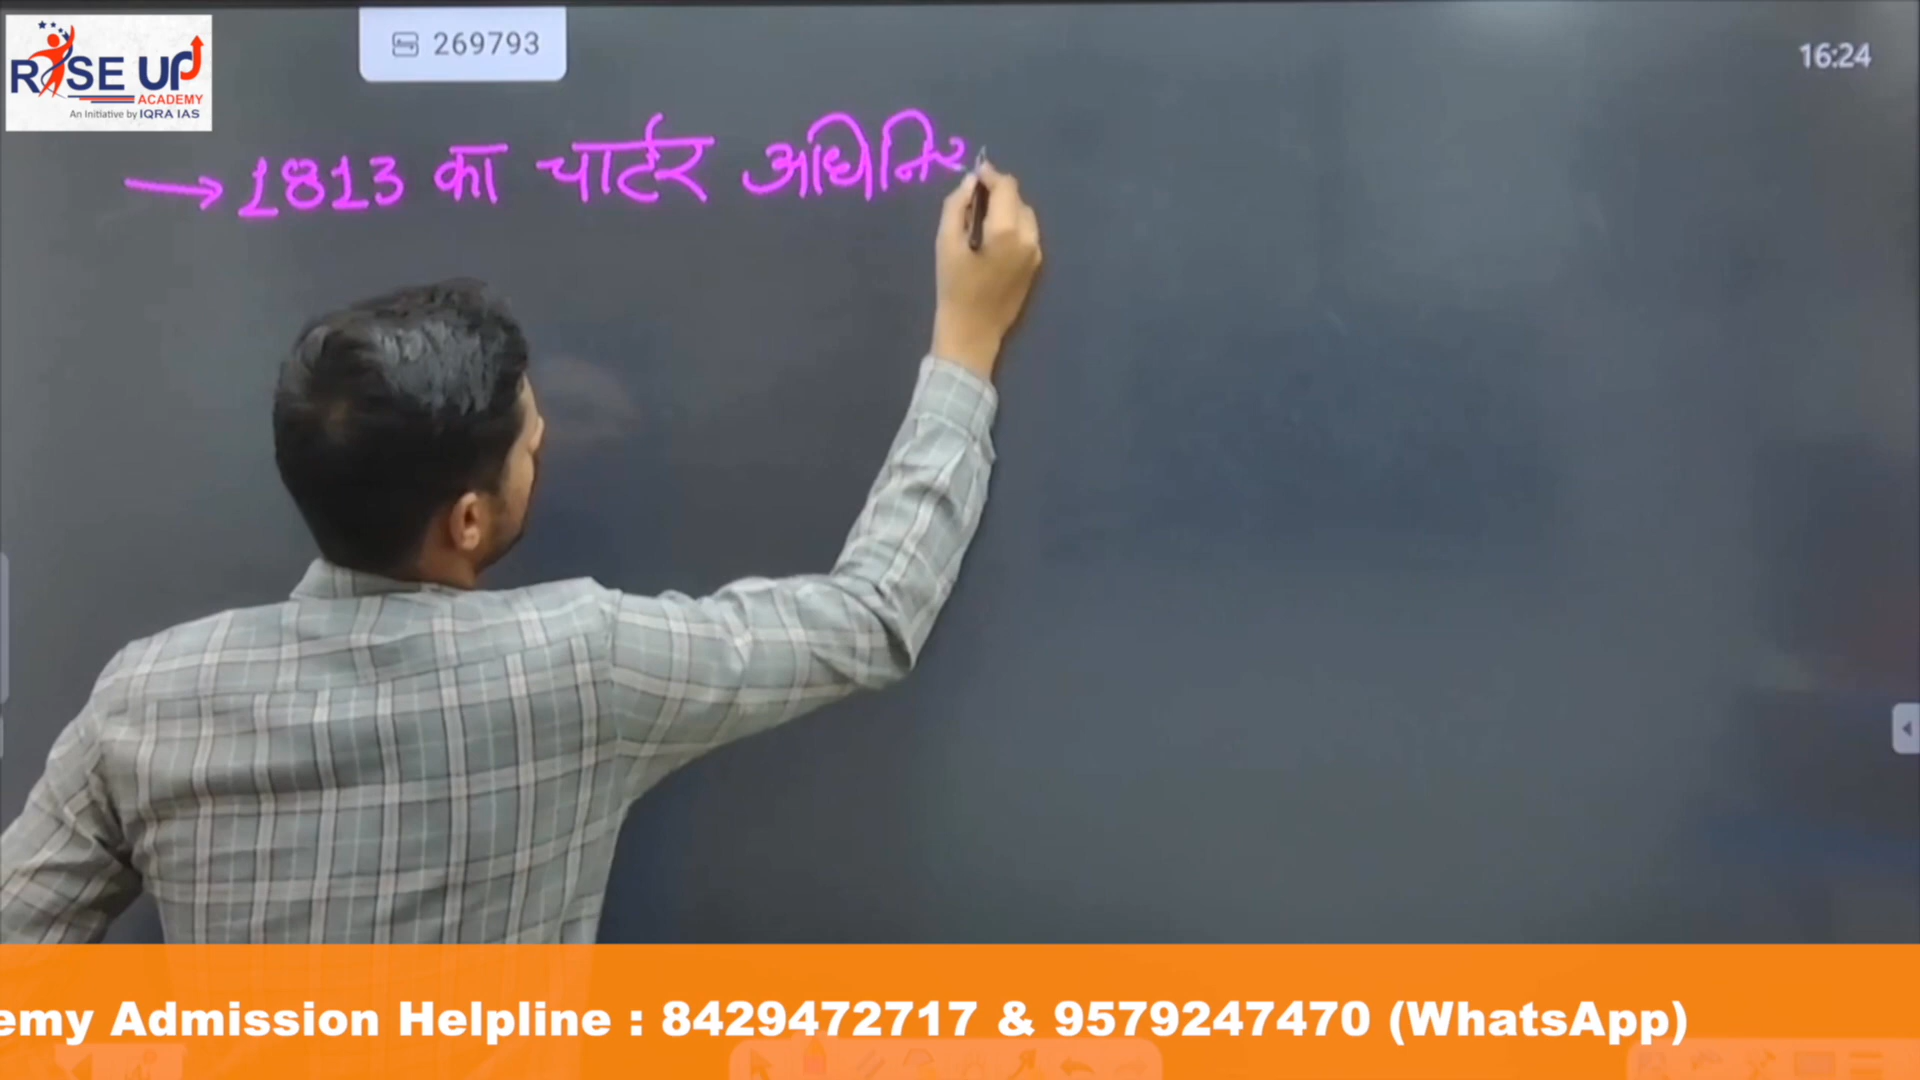 RISE UP
ACADEMY
An Initiative by IQRA IAS
269793
16:24
→ 1813 का चार्टर अधिनि
emy Admission Helpline : 8429472717 & 9579247470 (WhatsApp)